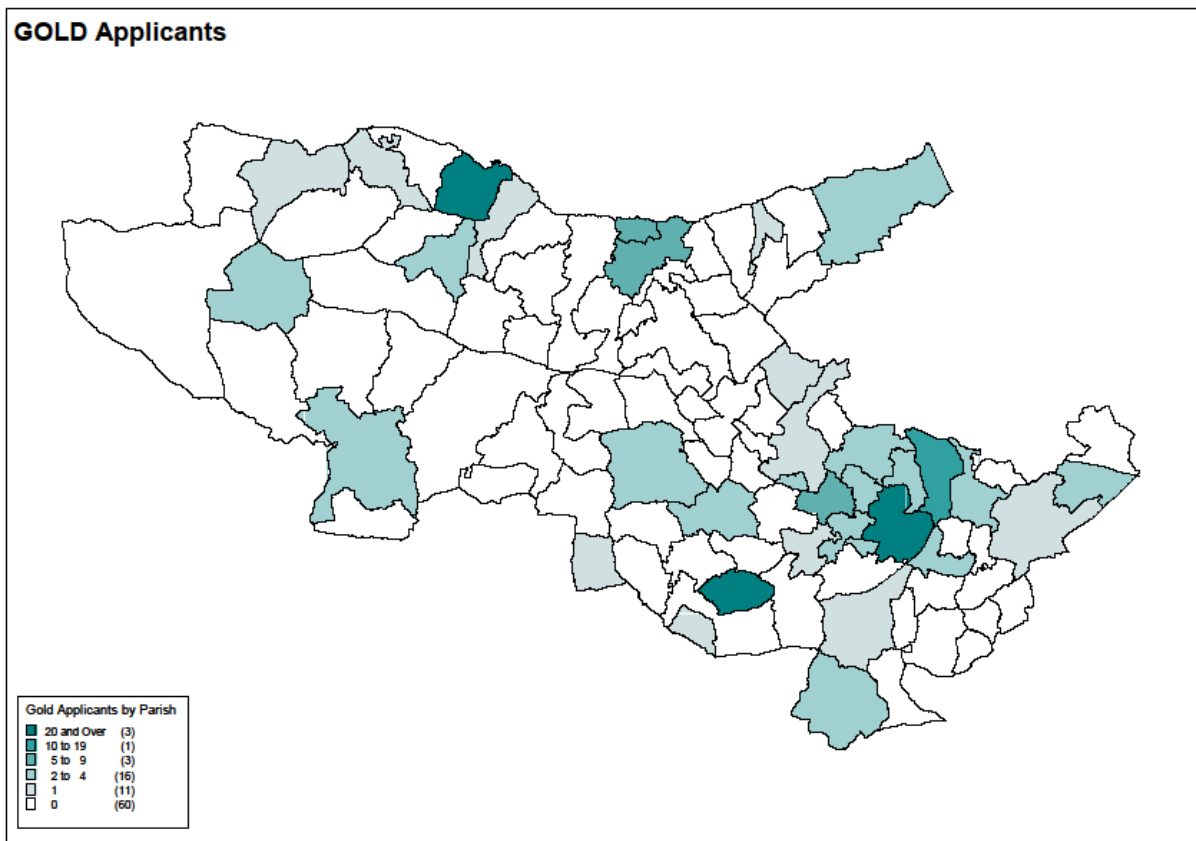 GOLD Applicants
Gold Applicants by Parish
20 and Over (3)
10 to 19 (1)
5 to 9 (3)
2 to 4 (16)
1 (11)
0 (60)